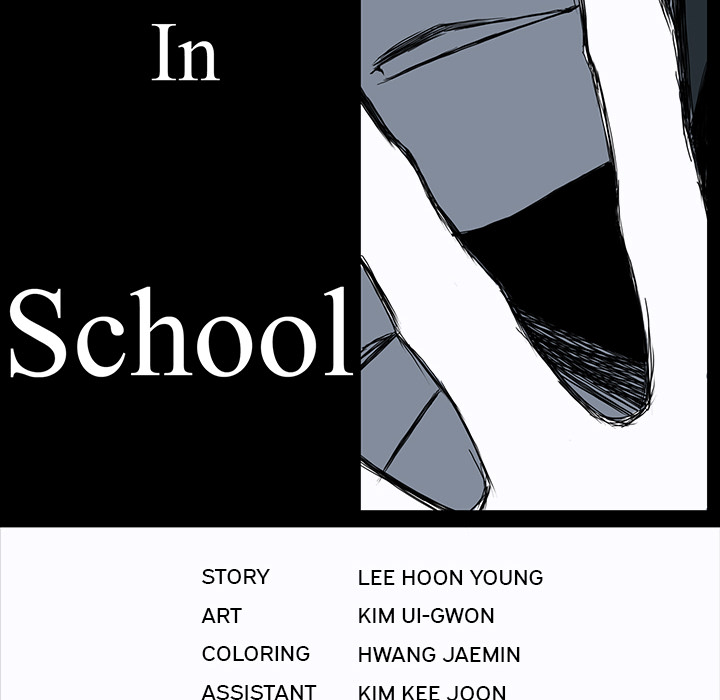 In
School
STORY LEE HOON YOUNG
ART KIM UI-GWON
COLORING HWANG JAEMIN
ASSISTANT KIM KEE JOON